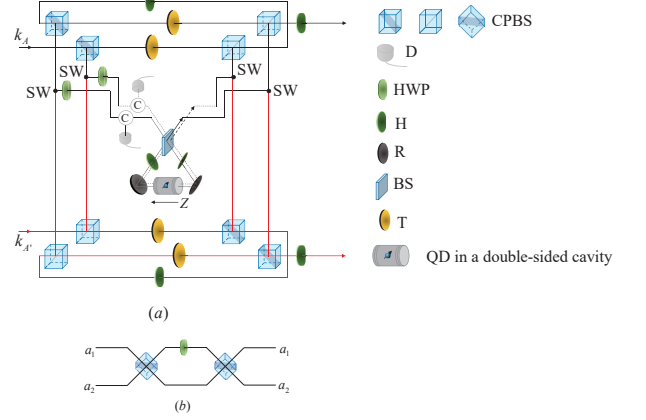 k_A
SW
SW
SW
SW
C
C
Z
k_A'
(a)
a_1
a_1
a_2
a_2
(b)
CPBS
D
HWP
H
R
BS
T
QD in a double-sided cavity